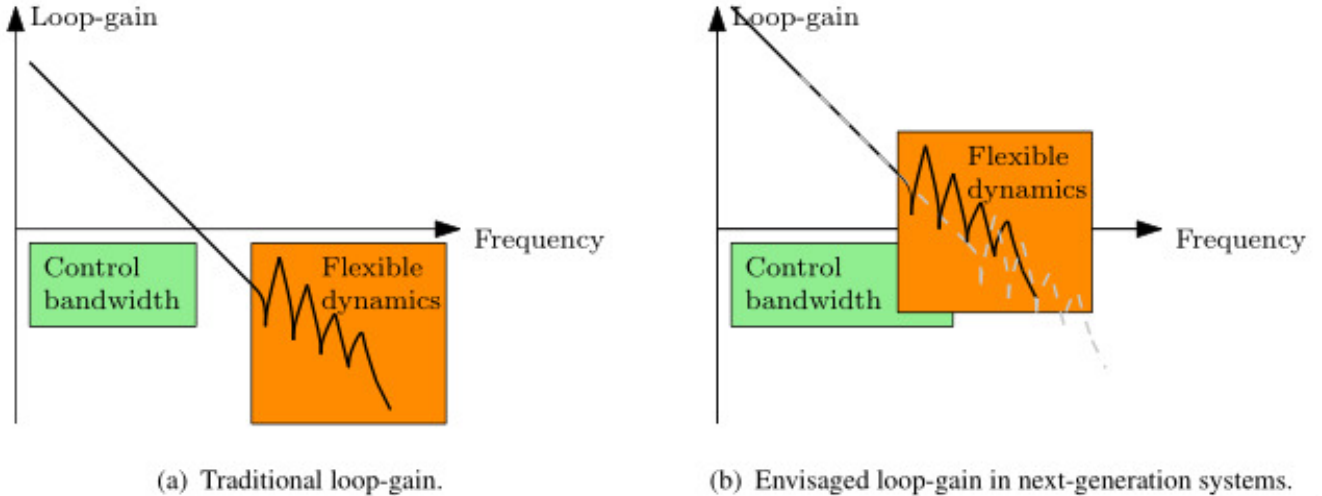 Loop-gain
Control
bandwidth
Flexible
dynamics
Frequency
(a) Traditional loop-gain.
Loop-gain
Flexible
dynamics
Control
bandwidth
Frequency
(b) Envisaged loop-gain in next-generation systems.